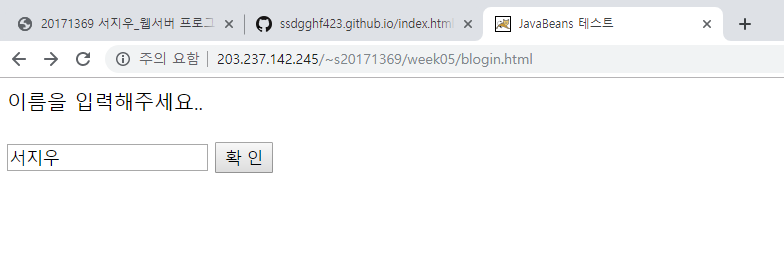 20171369 서지우_웹서버 프로그
ssdgghf423.github.io/index.html
JavaBeans 테스트
주의 요함 203.237.142.245/~s20171369/week05/blogin.html
이름을 입력해주세요..
서지우 확 인